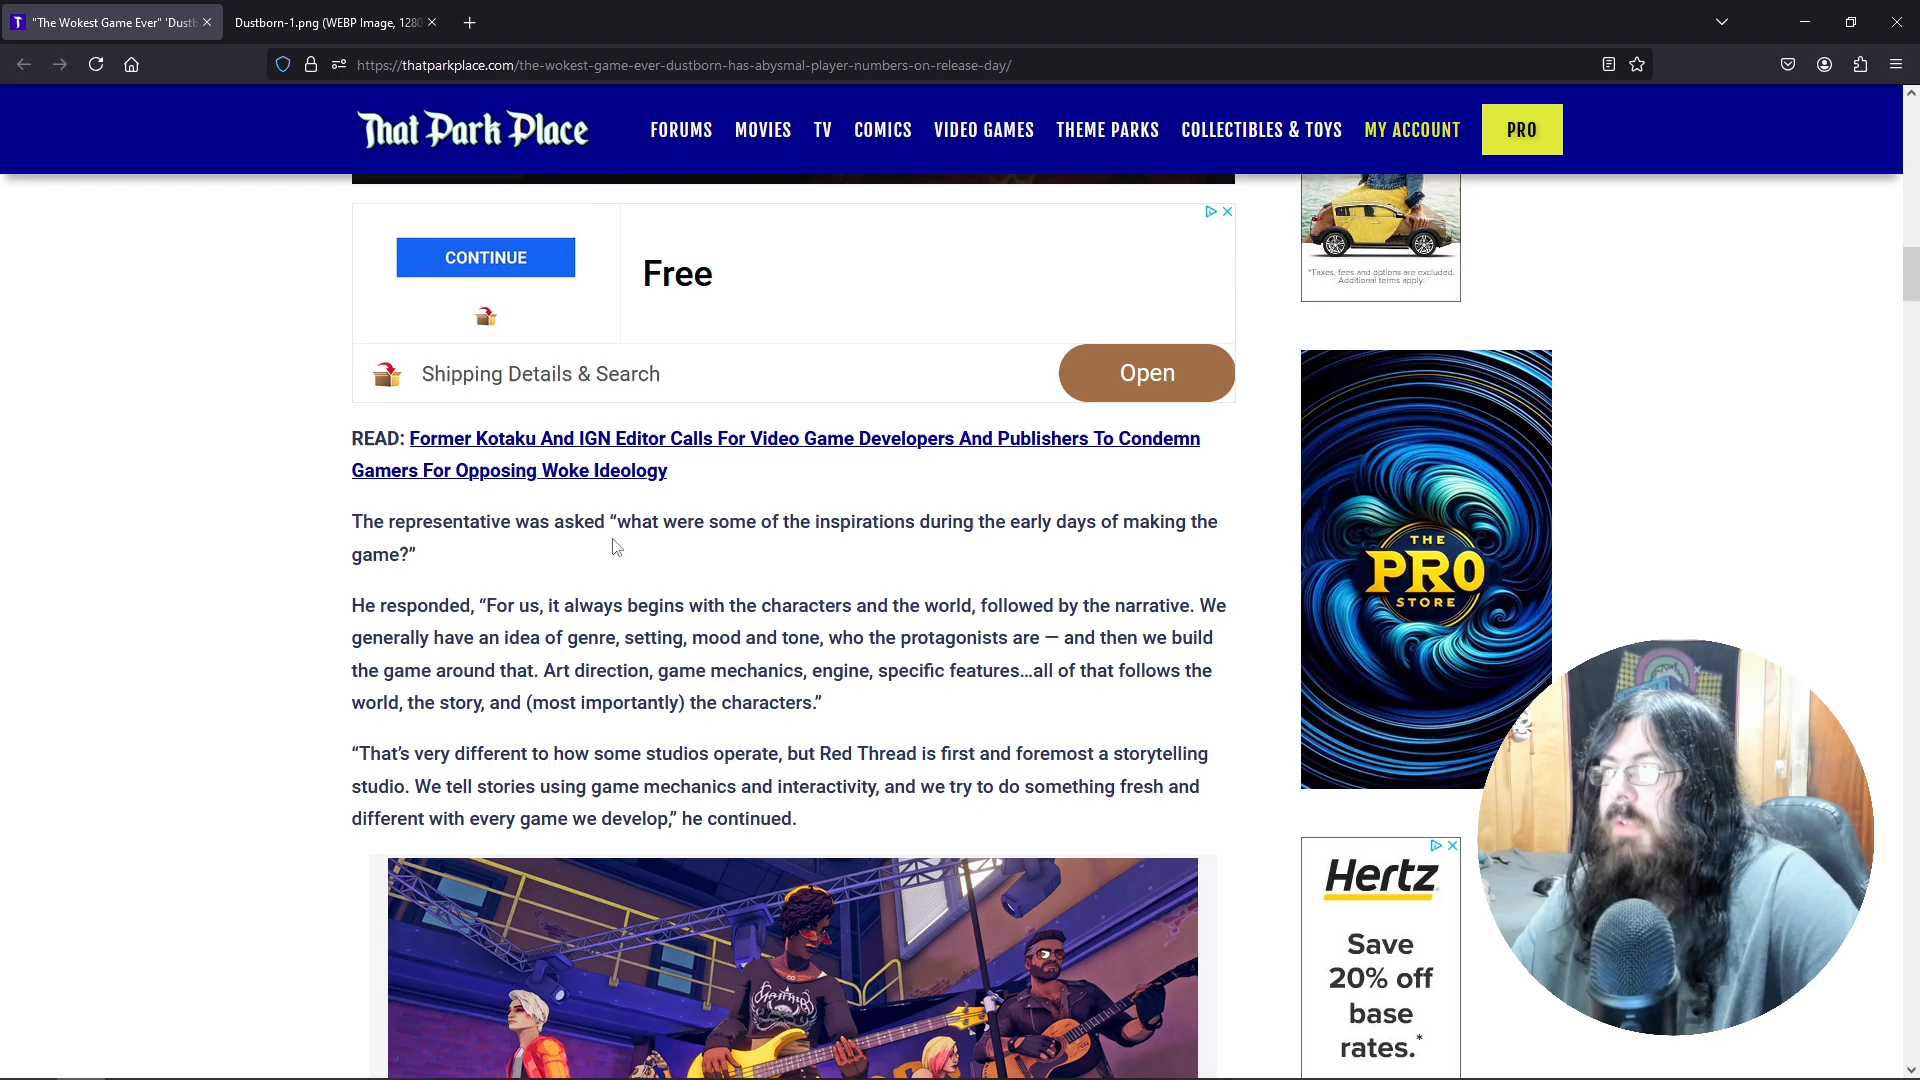 "The Wokest Game Ever" 'Dustb
Dustborn-1.png (WEBP Image, 1280
https://thatparkplace.com/the-wokest-game-ever-dustborn-has-abysmal-player-numbers-on-release-day/
That Park Place
FORUMS MOVIES TV COMICS VIDEO GAMES THEME PARKS COLLECTIBLES & TOYS MY ACCOUNT PRO
CONTINUE
Free
Shipping Details & Search
Open
*Taxes, fees and options are excluded.
Additional terms apply.
READ: Former Kotaku And IGN Editor Calls For Video Game Developers And Publishers To Condemn
Gamers For Opposing Woke Ideology
The representative was asked “what were some of the inspirations during the early days of making the
game?”
He responded, “For us, it always begins with the characters and the world, followed by the narrative. We
generally have an idea of genre, setting, mood and tone, who the protagonists are — and then we build
the game around that. Art direction, game mechanics, engine, specific features…all of that follows the
world, the story, and (most importantly) the characters.”
“That’s very different to how some studios operate, but Red Thread is first and foremost a storytelling
studio. We tell stories using game mechanics and interactivity, and we try to do something fresh and
different with every game we develop,” he continued.
THE
PRO
STORE
Hertz
Save
20% off
base
rates.*